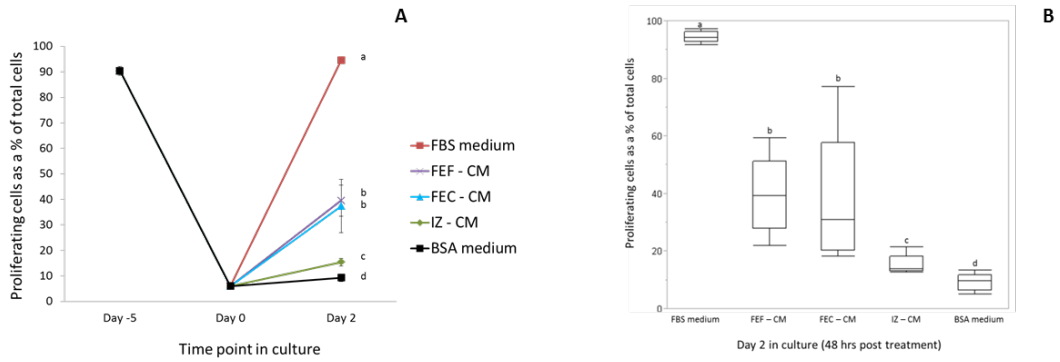 A
Proliferating cells as a % of total cells
100
90
80
70
60
50
40
30
20
10
0
Day -5
Day 0
Day 2
Time point in culture
a
b
b
c
d
FBS medium
FEF - CM
FEC - CM
IZ - CM
BSA medium
B
Proliferating cells as a % of total cells
100
80
60
40
20
0
a
b
b
c
d
FBS medium
FEF – CM
FEC – CM
IZ – CM
BSA medium
Day 2 in culture (48 hrs post treatment)